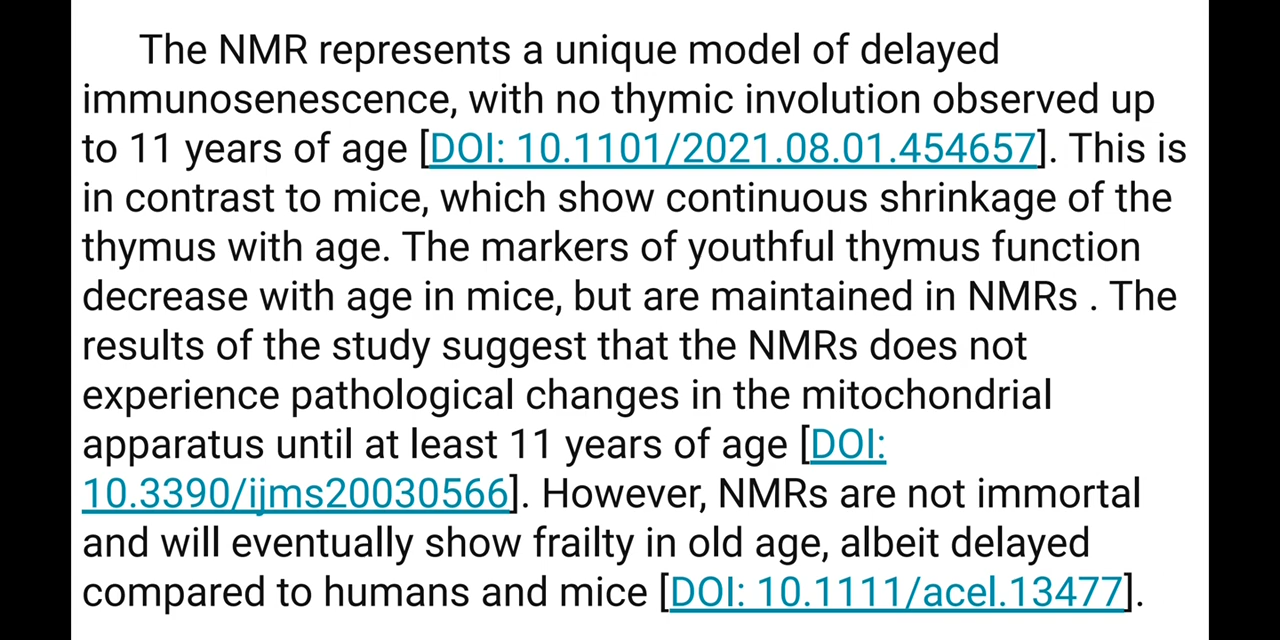 The NMR represents a unique model of delayed
immunosenescence, with no thymic involution observed up
to 11 years of age [DOI: 10.1101/2021.08.01.454657]. This is
in contrast to mice, which show continuous shrinkage of the
thymus with age. The markers of youthful thymus function
decrease with age in mice, but are maintained in NMRs . The
results of the study suggest that the NMRs does not
experience pathological changes in the mitochondrial
apparatus until at least 11 years of age [DOI:
10.3390/ijms20030566]. However, NMRs are not immortal
and will eventually show frailty in old age, albeit delayed
compared to humans and mice [DOI: 10.1111/acel.13477].